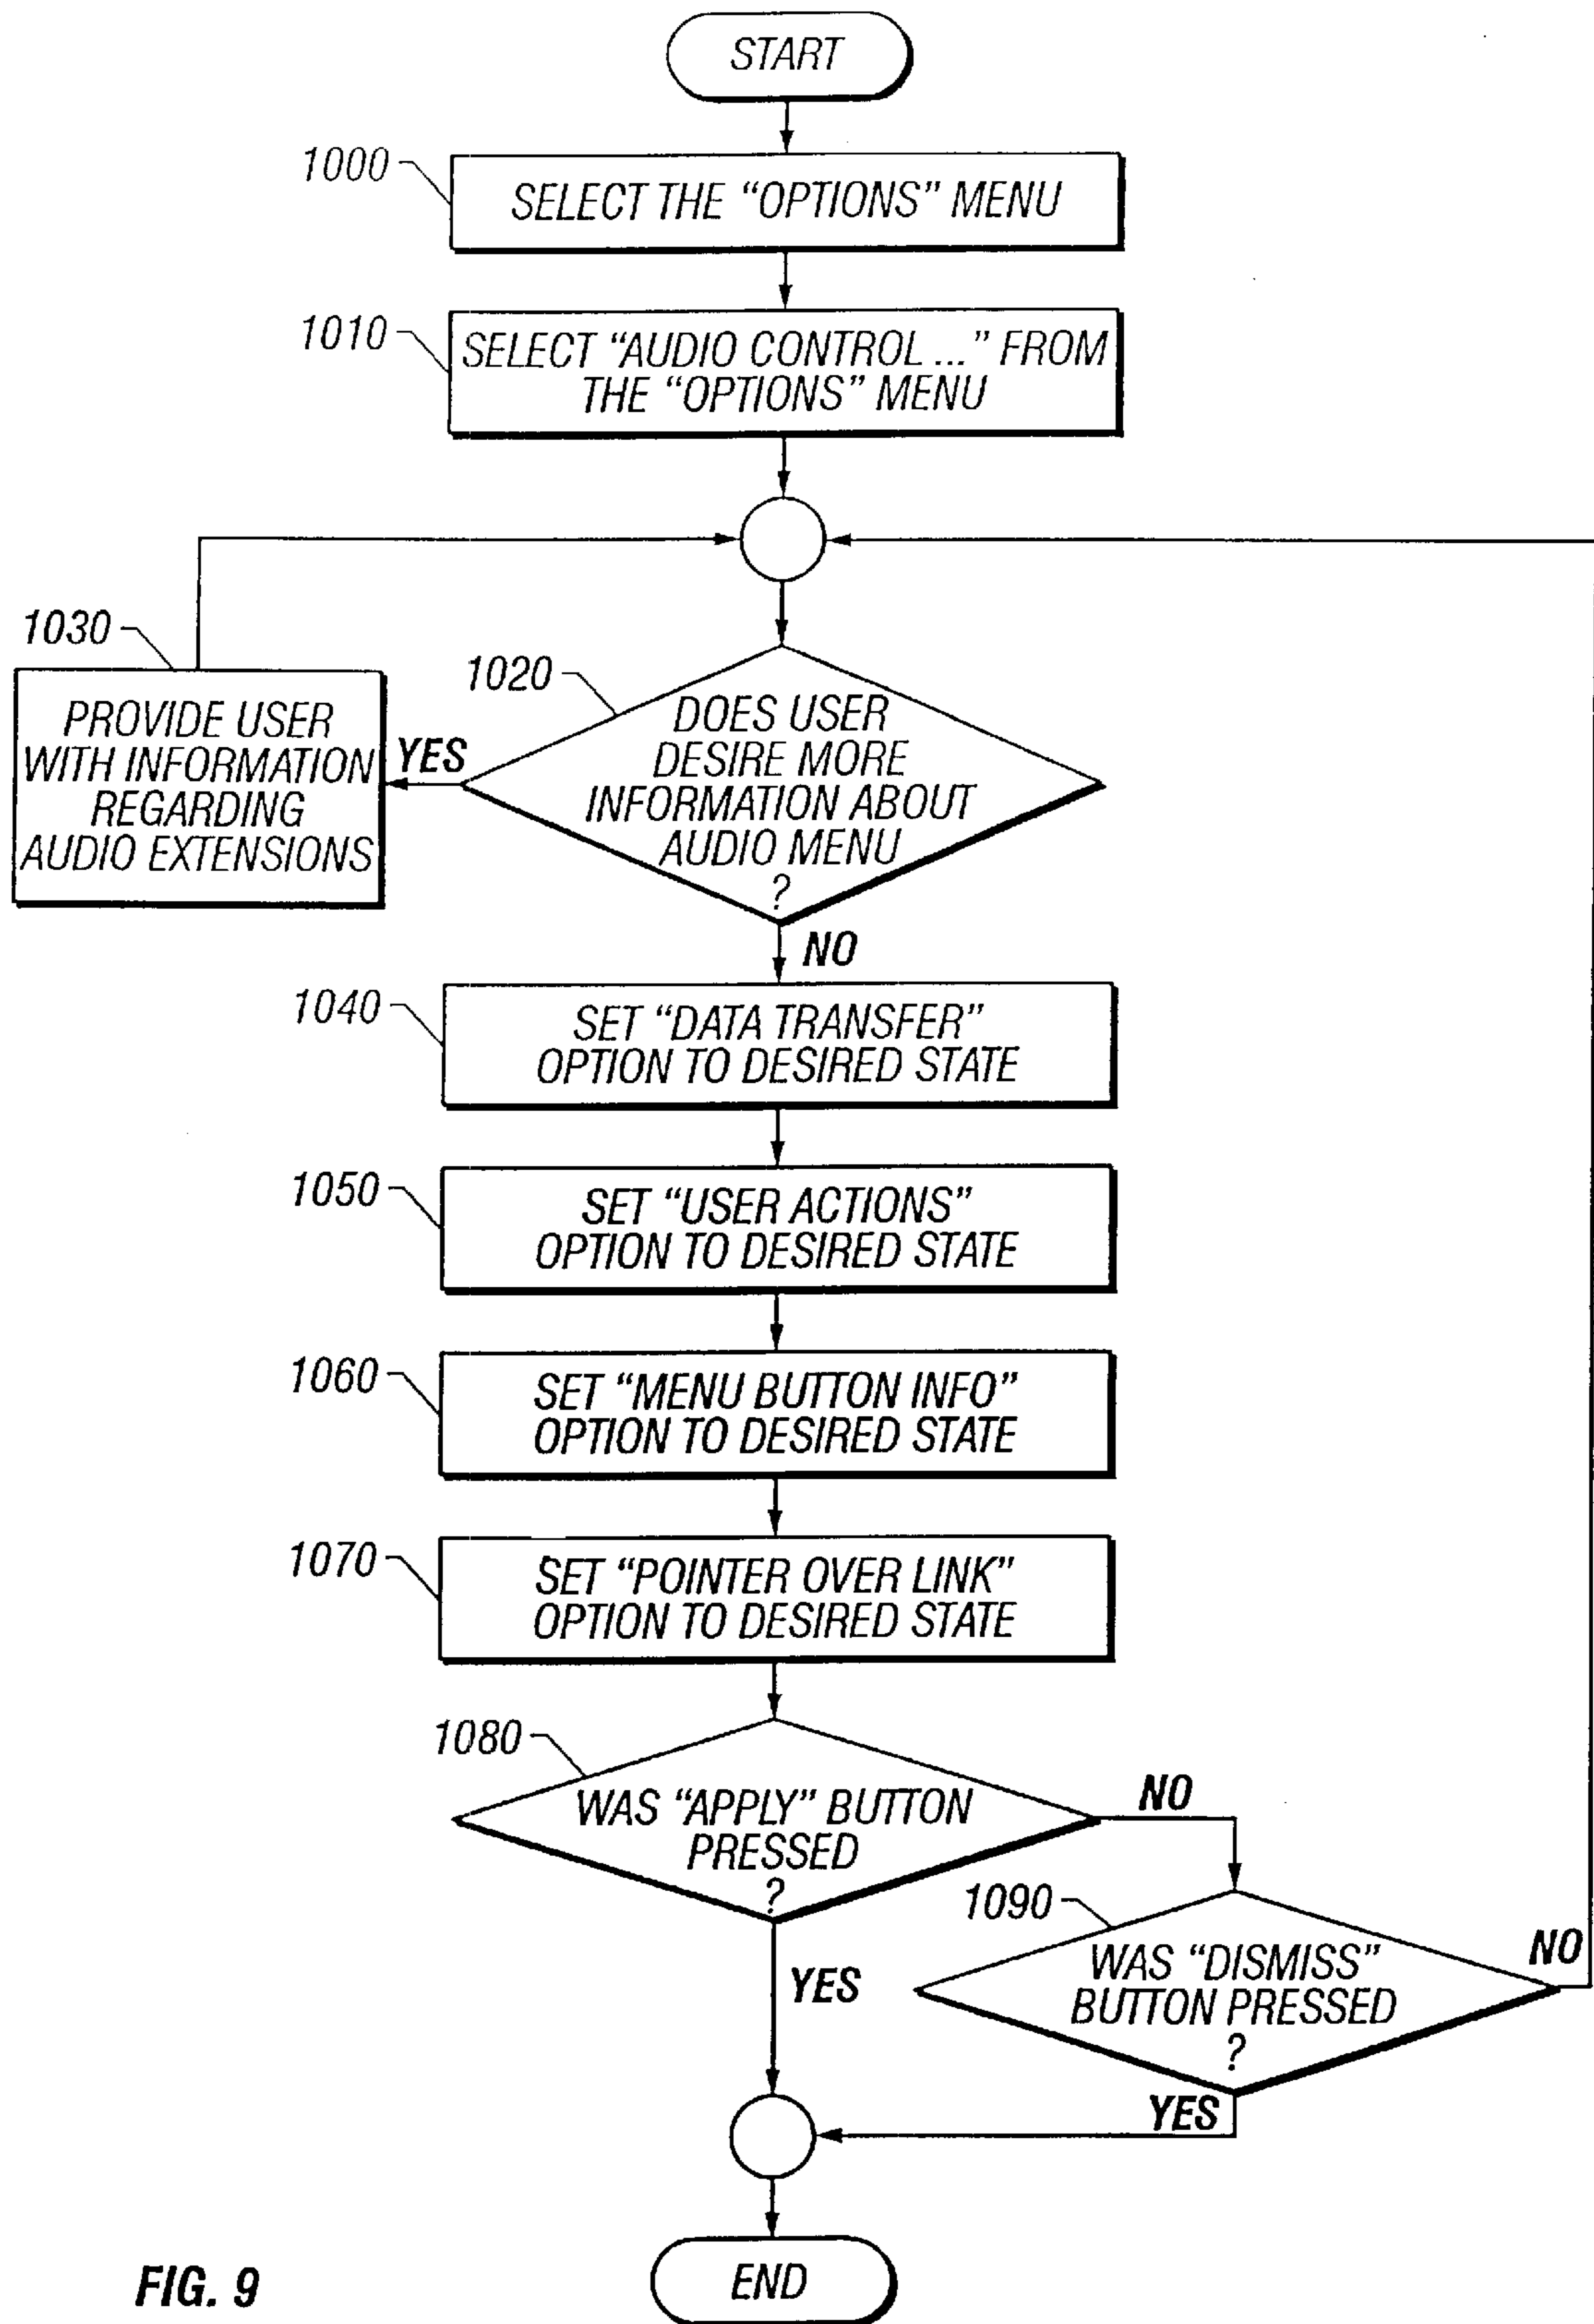 START
1000
SELECT THE “OPTIONS” MENU
1010
SELECT “AUDIO CONTROL ...” FROM
THE “OPTIONS” MENU
1030
PROVIDE USER
WITH INFORMATION
REGARDING
AUDIO EXTENSIONS
YES
1020
DOES USER
DESIRE MORE
INFORMATION ABOUT
AUDIO MENU
?
NO
1040
SET “DATA TRANSFER”
OPTION TO DESIRED STATE
1050
SET “USER ACTIONS”
OPTION TO DESIRED STATE
1060
SET “MENU BUTTON INFO”
OPTION TO DESIRED STATE
1070
SET “POINTER OVER LINK”
OPTION TO DESIRED STATE
1080
WAS “APPLY” BUTTON
PRESSED
?
NO
YES
1090
WAS “DISMISS”
BUTTON PRESSED
?
NO
YES
END
FIG. 9